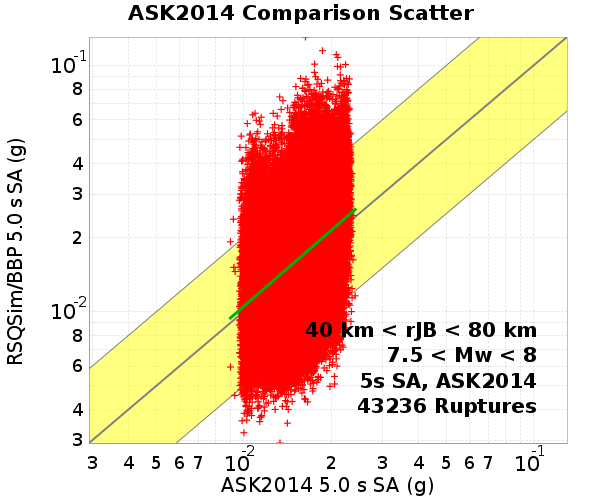 ASK2014 Comparison Scatter
RSQSim/BBP 5.0 s SA (g)
10-1
8
6
4
3
2
10-2
8
6
4
3
40 km < rJB < 80 km
7.5 < Mw < 8
5s SA, ASK2014
43236 Ruptures
3 4 5 6 7 10-2 2 3 4 5 6 7 10-1
ASK2014 5.0 s SA (g)